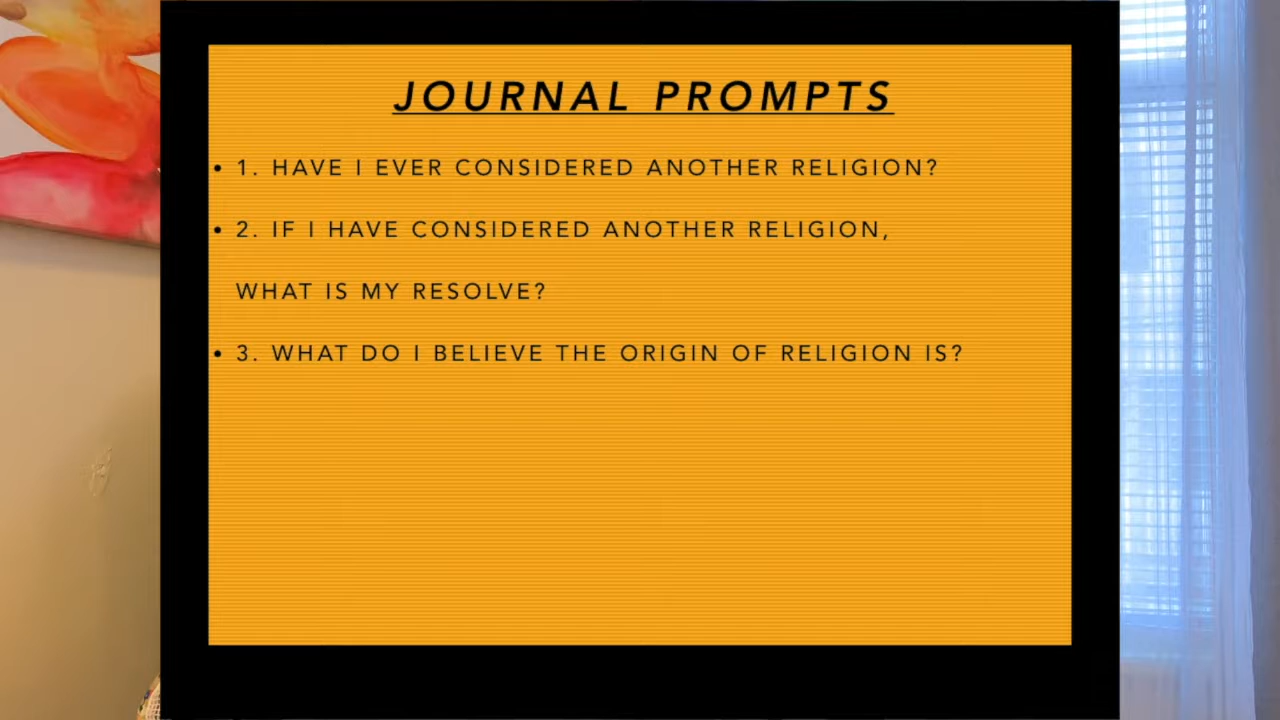 JOURNAL PROMPTS
• 1. HAVE I EVER CONSIDERED ANOTHER RELIGION?
• 2. IF I HAVE CONSIDERED ANOTHER RELIGION,
WHAT IS MY RESOLVE?
• 3. WHAT DO I BELIEVE THE ORIGIN OF RELIGION IS?